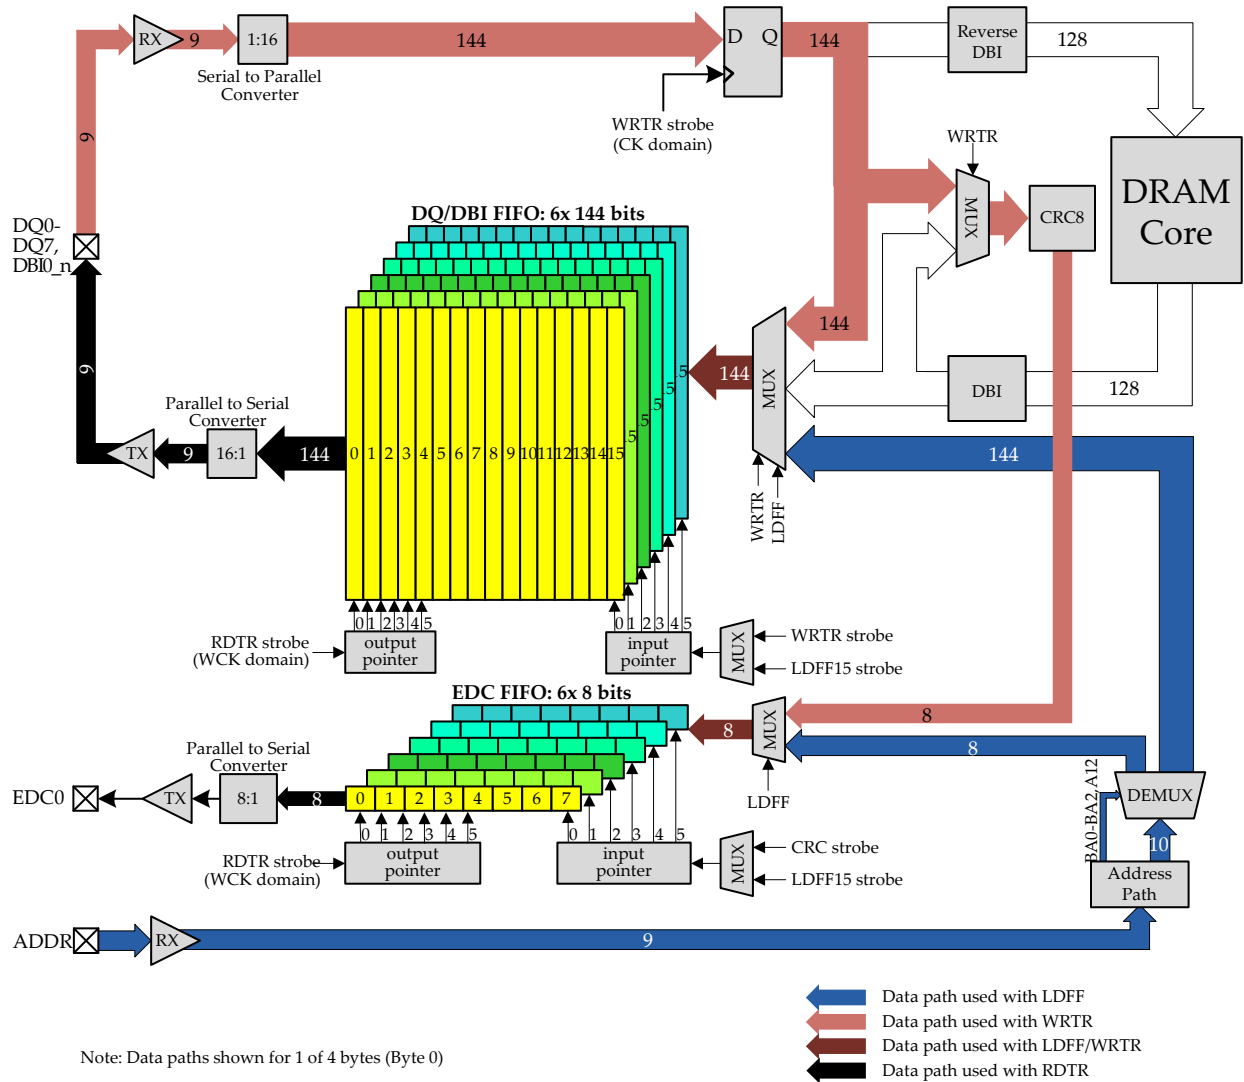 RX
9
1:16
144
D Q
144
Reverse
DBI
128
Serial to Parallel
Converter
WRTR strobe
(CK domain)
WRTR
9
MUX
CRC8
DRAM
Core
DQ0-
DQ7,
DBI0_n
DQ/DBI FIFO: 6x 144 bits
144
MUX
144
DBI
128
15
15
15
15
15
9
Parallel to Serial
Converter
TX
9
16:1
144
0 1 2 3 4 5 6 7 8 9 10 11 12 13 14 15
144
WRTR
LDFF
0 1 2 3 4 5
0 1 2 3 4 5
RDTR strobe
(WCK domain)
output
pointer
input
pointer
MUX
WRTR strobe
LDFF15 strobe
EDC FIFO: 6x 8 bits
8
MUX
8
8
LDFF
Parallel to Serial
Converter
EDC0
TX
8:1
8
0 1 2 3 4 5 6 7
0 1 2 3 4 5
0 1 2 3 4 5
RDTR strobe
(WCK domain)
output
pointer
input
pointer
MUX
CRC strobe
LDFF15 strobe
DEMUX
BA0-BA2, A12
10
Address
Path
ADDR
RX
9
Data path used with LDFF
Data path used with WRTR
Data path used with LDFF/WRTR
Data path used with RDTR
Note: Data paths shown for 1 of 4 bytes (Byte 0)